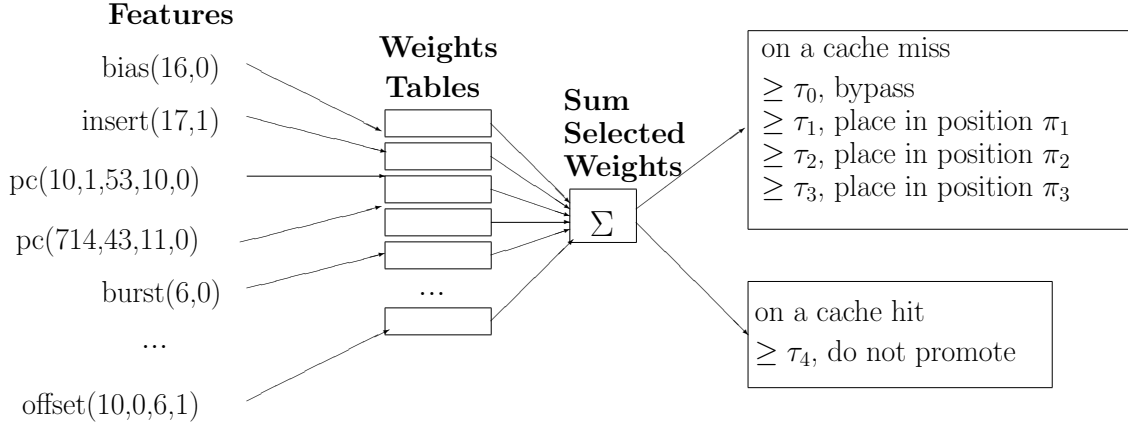 Features
bias(16,0)
insert(17,1)
pc(10,1,53,10,0)
pc(714,43,11,0)
burst(6,0)
...
offset(10,0,6,1)
Weights
Tables
...
Sum
Selected
Weights
Σ
on a cache miss
≥ τ0, bypass
≥ τ1, place in position π1
≥ τ2, place in position π2
≥ τ3, place in position π3
on a cache hit
≥ τ4, do not promote